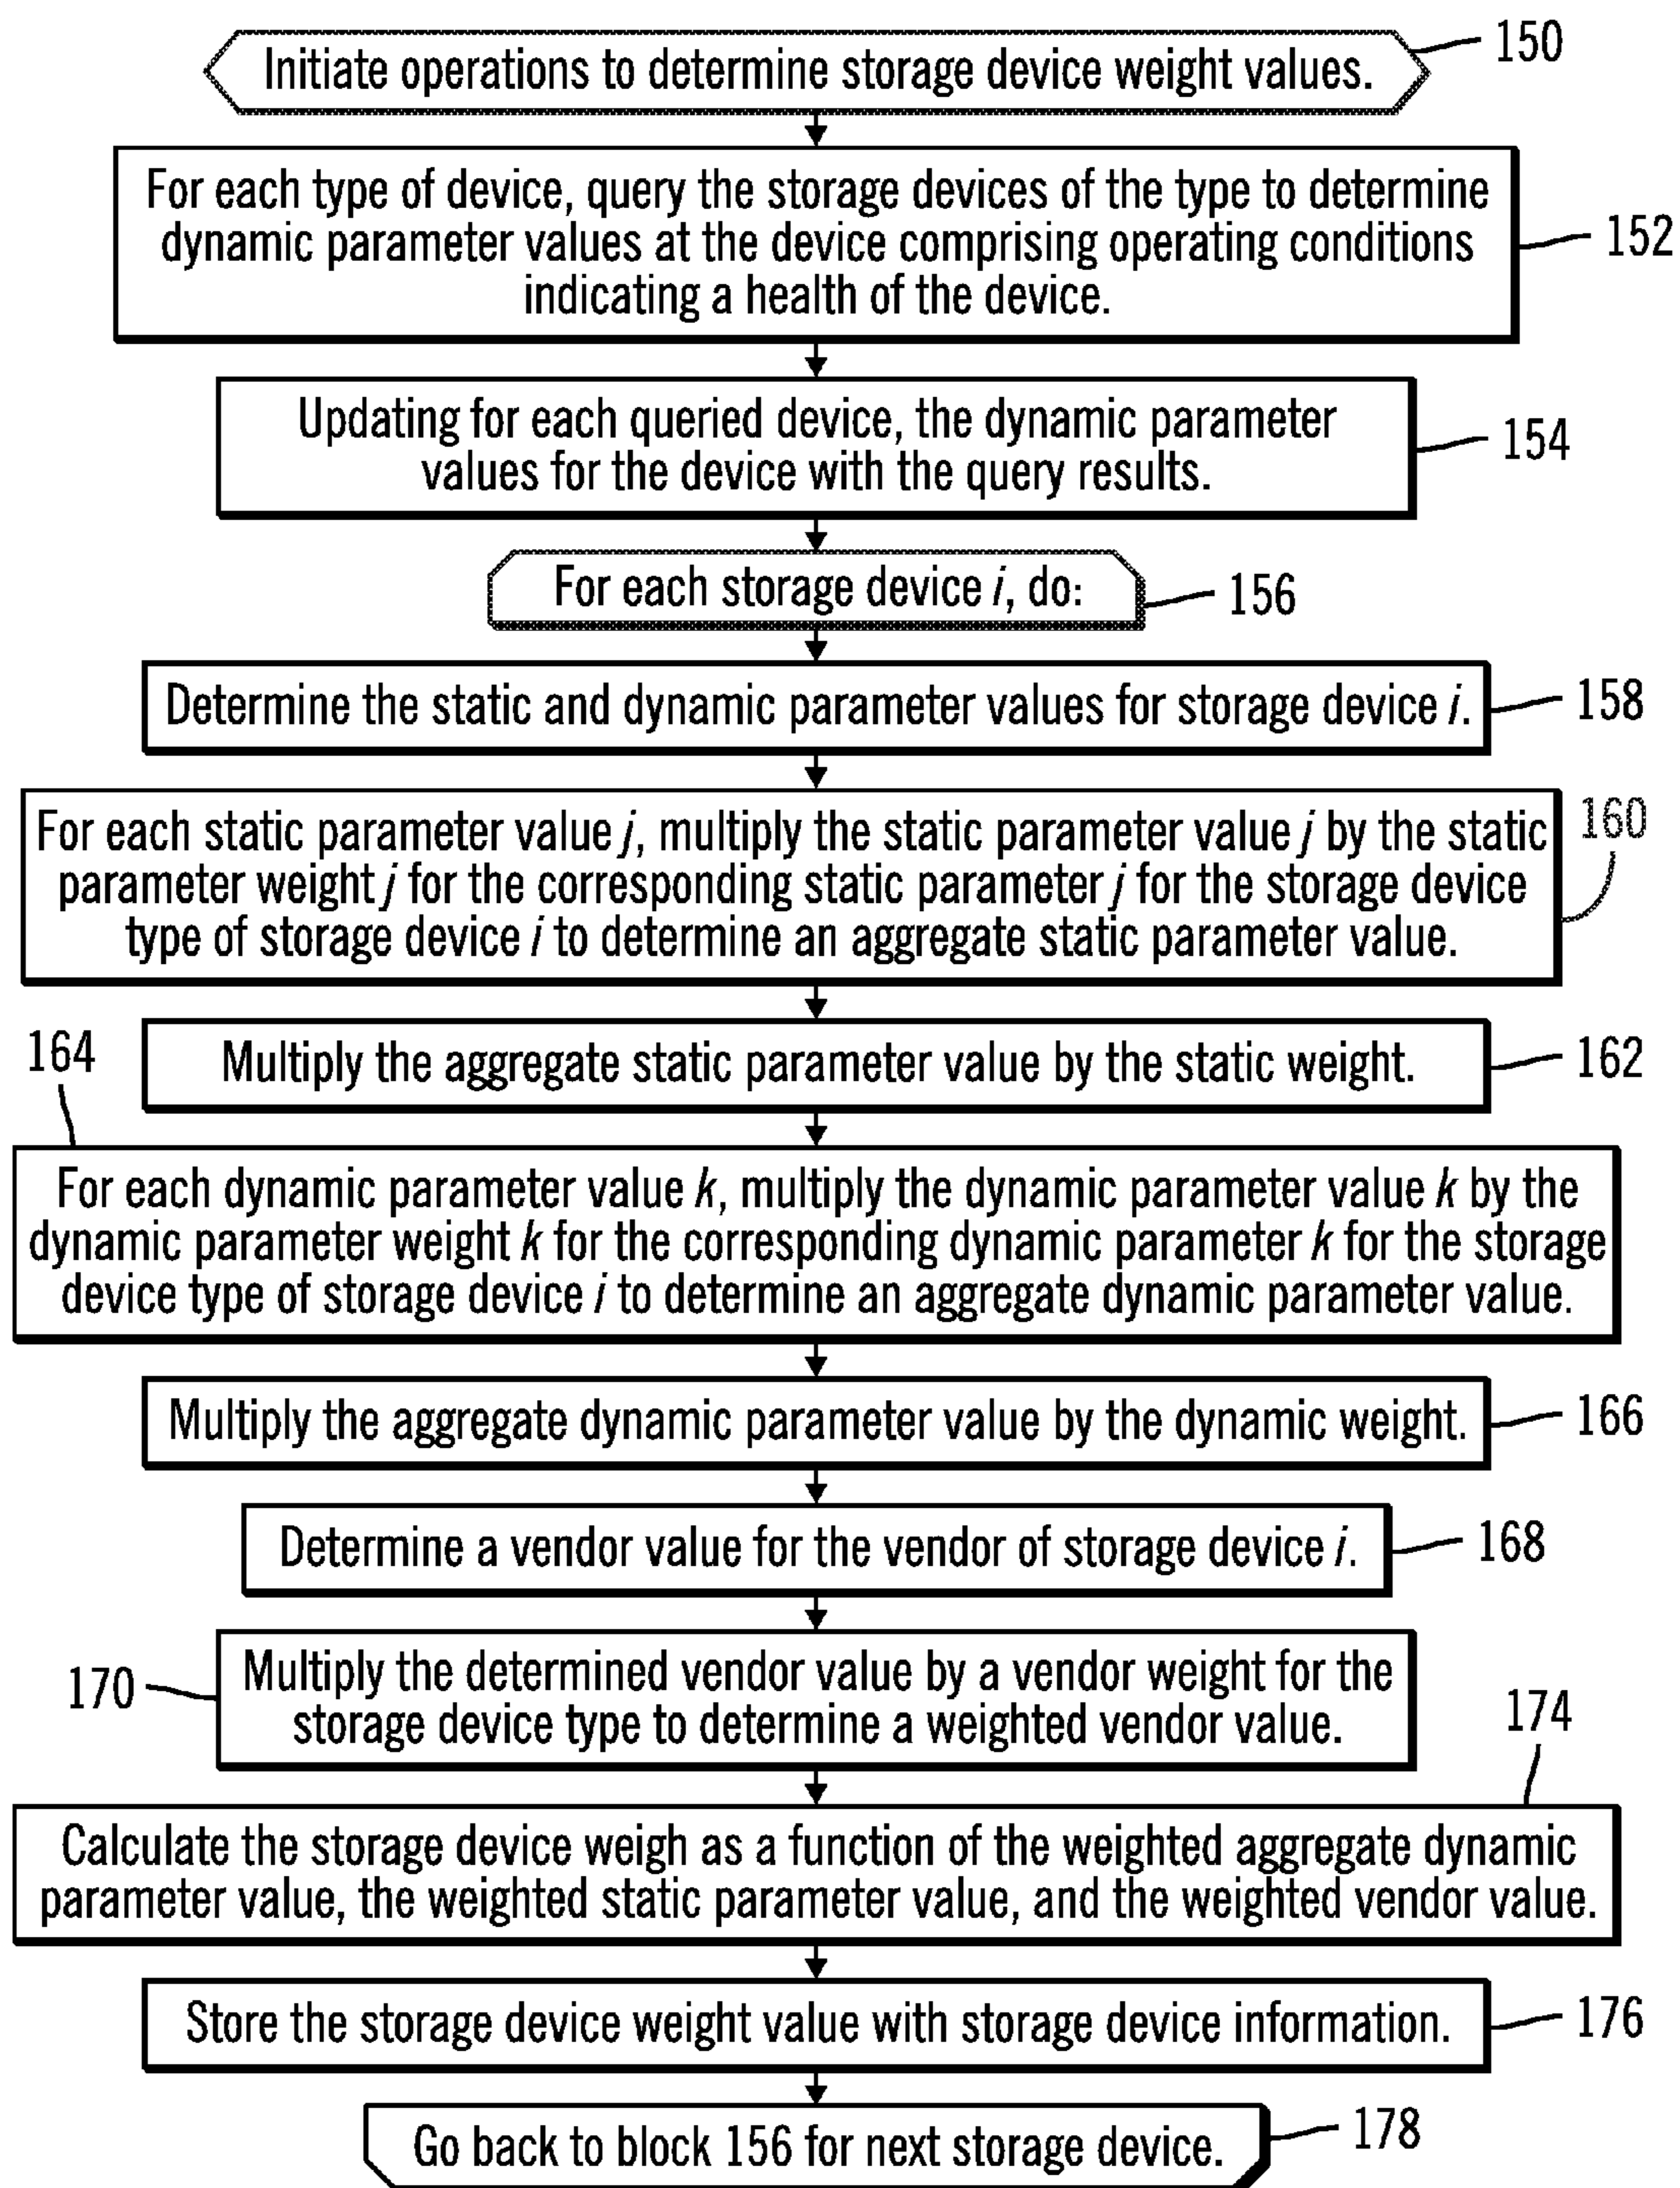 Initiate operations to determine storage device weight values.
150
For each type of device, query the storage devices of the type to determine
dynamic parameter values at the device comprising operating conditions
indicating a health of the device.
152
Updating for each queried device, the dynamic parameter
values for the device with the query results.
154
For each storage device i, do:
156
Determine the static and dynamic parameter values for storage device i.
158
For each static parameter value j, multiply the static parameter value j by the static
parameter weight j for the corresponding static parameter j for the storage device
type of storage device i to determine an aggregate static parameter value.
160
Multiply the aggregate static parameter value by the static weight.
162
164
For each dynamic parameter value k, multiply the dynamic parameter value k by the
dynamic parameter weight k for the corresponding dynamic parameter k for the storage
device type of storage device i to determine an aggregate dynamic parameter value.
Multiply the aggregate dynamic parameter value by the dynamic weight.
166
Determine a vendor value for the vendor of storage device i.
168
170
Multiply the determined vendor value by a vendor weight for the
storage device type to determine a weighted vendor value.
174
Calculate the storage device weigh as a function of the weighted aggregate dynamic
parameter value, the weighted static parameter value, and the weighted vendor value.
Store the storage device weight value with storage device information.
176
Go back to block 156 for next storage device.
178